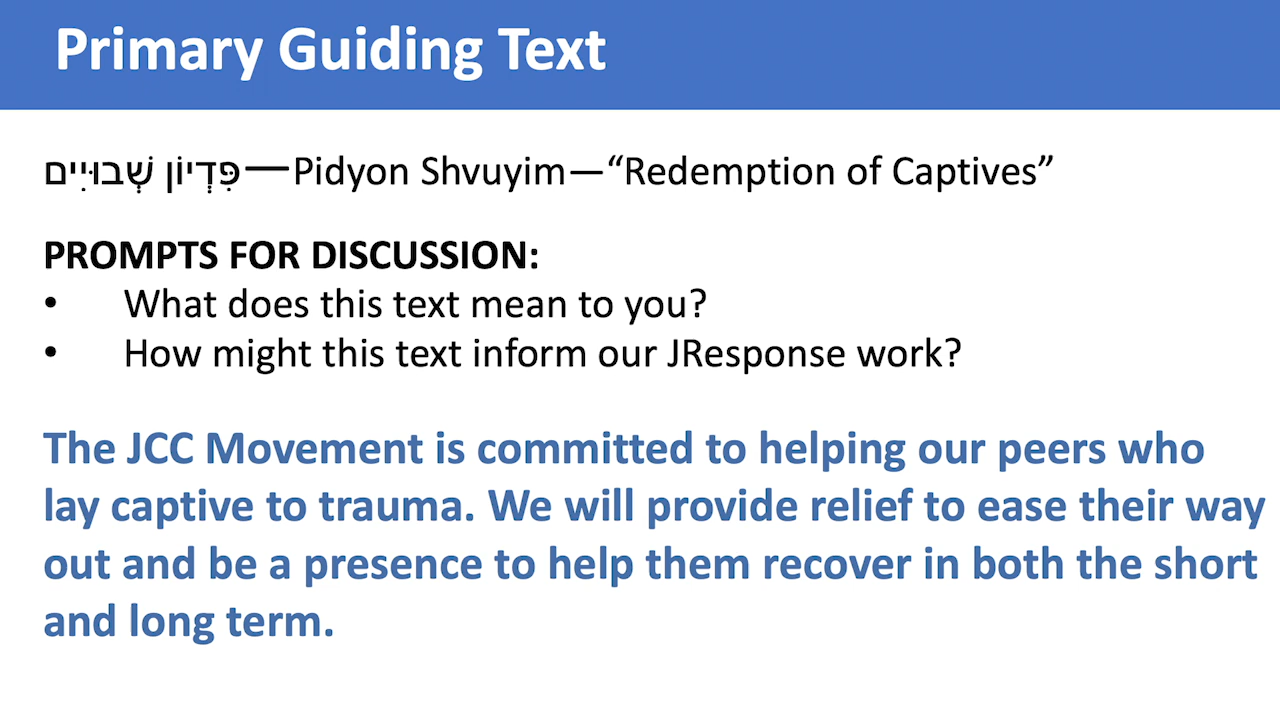 Primary Guiding Text
פִּדְיוֹן שְׁבוּיִים—Pidyon Shvuyim—“Redemption of Captives”
PROMPTS FOR DISCUSSION:
• What does this text mean to you?
• How might this text inform our JResponse work?
The JCC Movement is committed to helping our peers who
lay captive to trauma. We will provide relief to ease their way
out and be a presence to help them recover in both the short
and long term.